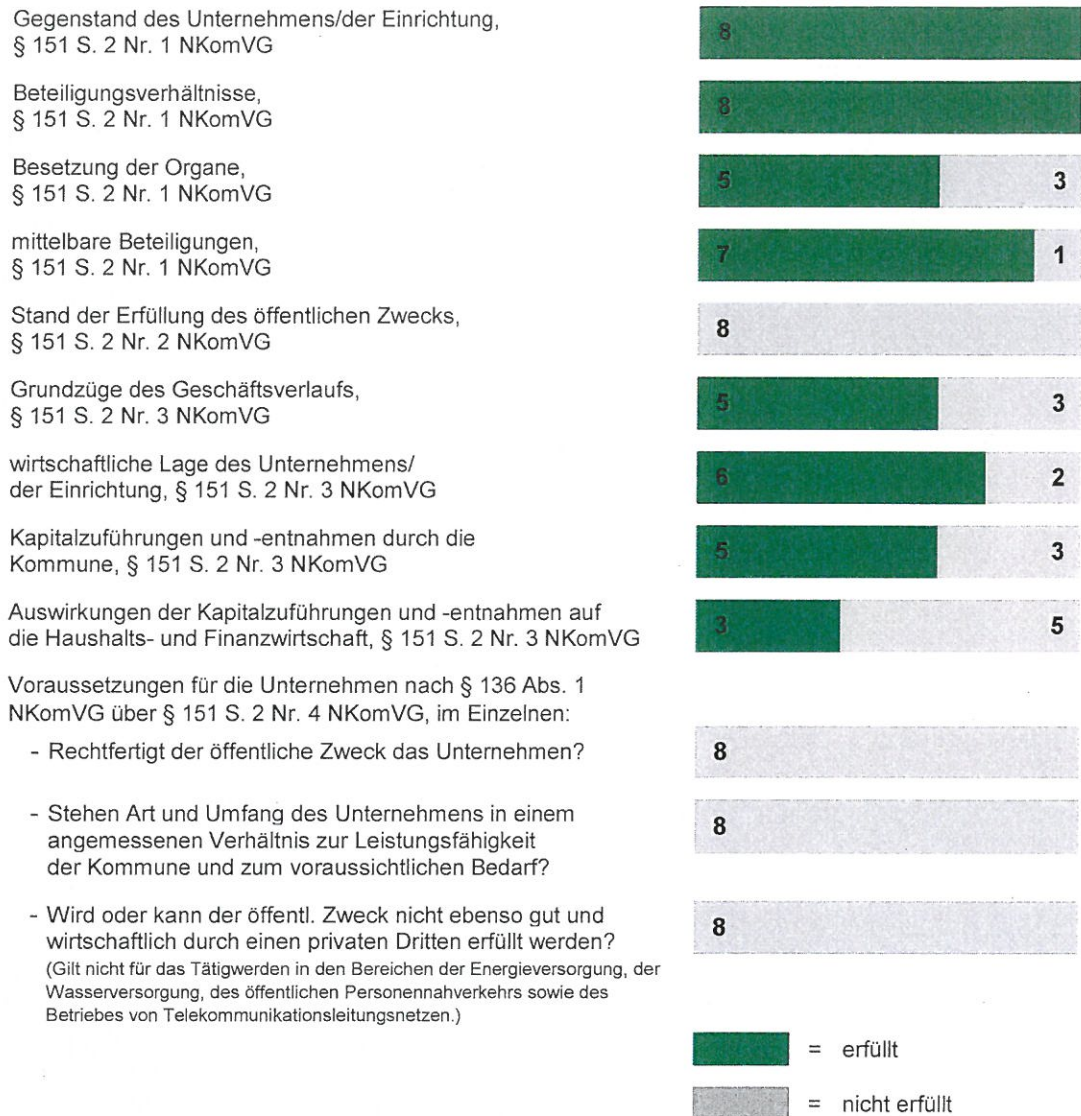 Gegenstand des Unternehmens/der Einrichtung,
§ 151 S. 2 Nr. 1 NKomVG
8
Beteiligungsverhältnisse,
§ 151 S. 2 Nr. 1 NKomVG
8
Besetzung der Organe,
§ 151 S. 2 Nr. 1 NKomVG
5 3
mittelbare Beteiligungen,
§ 151 S. 2 Nr. 1 NKomVG
7 1
Stand der Erfüllung des öffentlichen Zwecks,
§ 151 S. 2 Nr. 2 NKomVG
8
Grundzüge des Geschäftsverlaufs,
§ 151 S. 2 Nr. 3 NKomVG
5 3
wirtschaftliche Lage des Unternehmens/
der Einrichtung, § 151 S. 2 Nr. 3 NKomVG
6 2
Kapitalzuführungen und -entnahmen durch die
Kommune, § 151 S. 2 Nr. 3 NKomVG
5 3
Auswirkungen der Kapitalzuführungen und -entnahmen auf
die Haushalts- und Finanzwirtschaft, § 151 S. 2 Nr. 3 NKomVG
3 5
Voraussetzungen für die Unternehmen nach § 136 Abs. 1
NKomVG über § 151 S. 2 Nr. 4 NKomVG, im Einzelnen:
- Rechtfertigt der öffentliche Zweck das Unternehmen?
8
- Stehen Art und Umfang des Unternehmens in einem
angemessenen Verhältnis zur Leistungsfähigkeit
der Kommune und zum voraussichtlichen Bedarf?
8
- Wird oder kann der öffentl. Zweck nicht ebenso gut und
wirtschaftlich durch einen privaten Dritten erfüllt werden?
(Gilt nicht für das Tätigwerden in den Bereichen der Energieversorgung, der
Wasserversorgung, des öffentlichen Personennahverkehrs sowie des
Betriebes von Telekommunikationsleitungsnetzen.)
8
= erfüllt
= nicht erfüllt